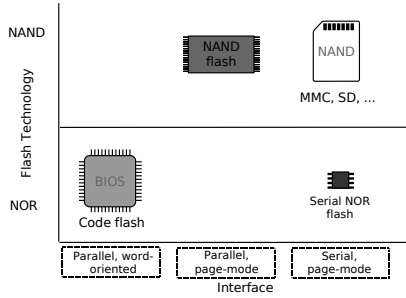 NAND
NAND
flash
NAND
MMC, SD, ...
Flash Technology
BIOS
NOR
Code flash
Serial NOR
flash
Parallel, word-
oriented
Parallel,
page-mode
Serial,
page-mode
Interface